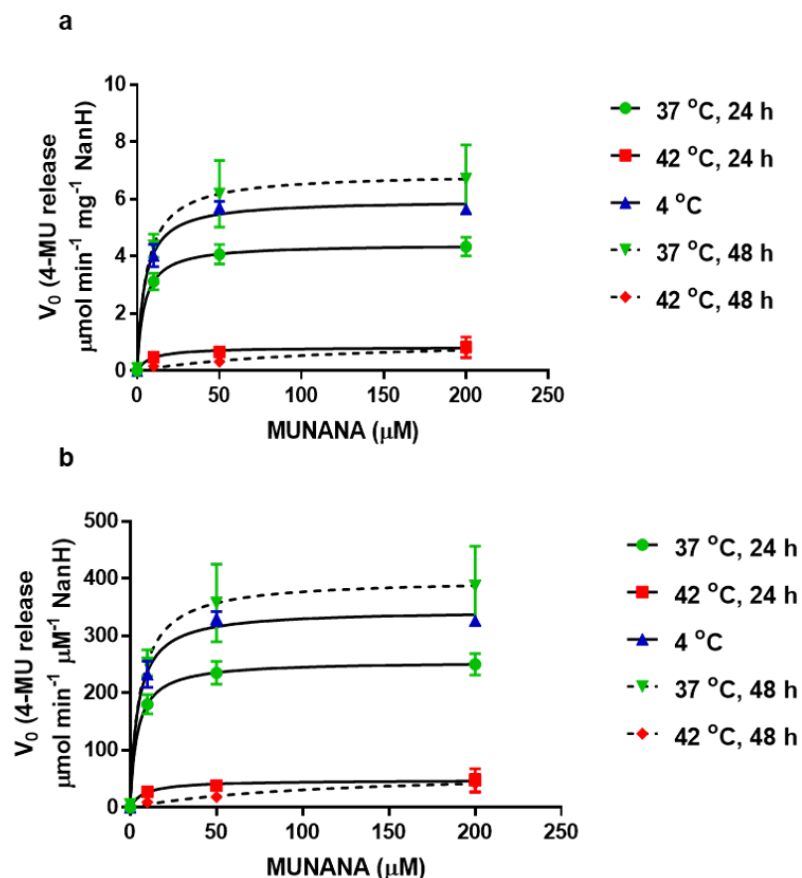 a
V₀ (4-MU release
µmol min⁻¹ mg⁻¹ NanH)
10
8
6
4
2
0
0 50 100 150 200 250
MUNANA (µM)
37 °C, 24 h
42 °C, 24 h
4 °C
37 °C, 48 h
42 °C, 48 h
b
V₀ (4-MU release
µmol min⁻¹ µM⁻¹ NanH)
500
400
300
200
100
0
0 50 100 150 200 250
MUNANA (µM)
37 °C, 24 h
42 °C, 24 h
4 °C
37 °C, 48 h
42 °C, 48 h